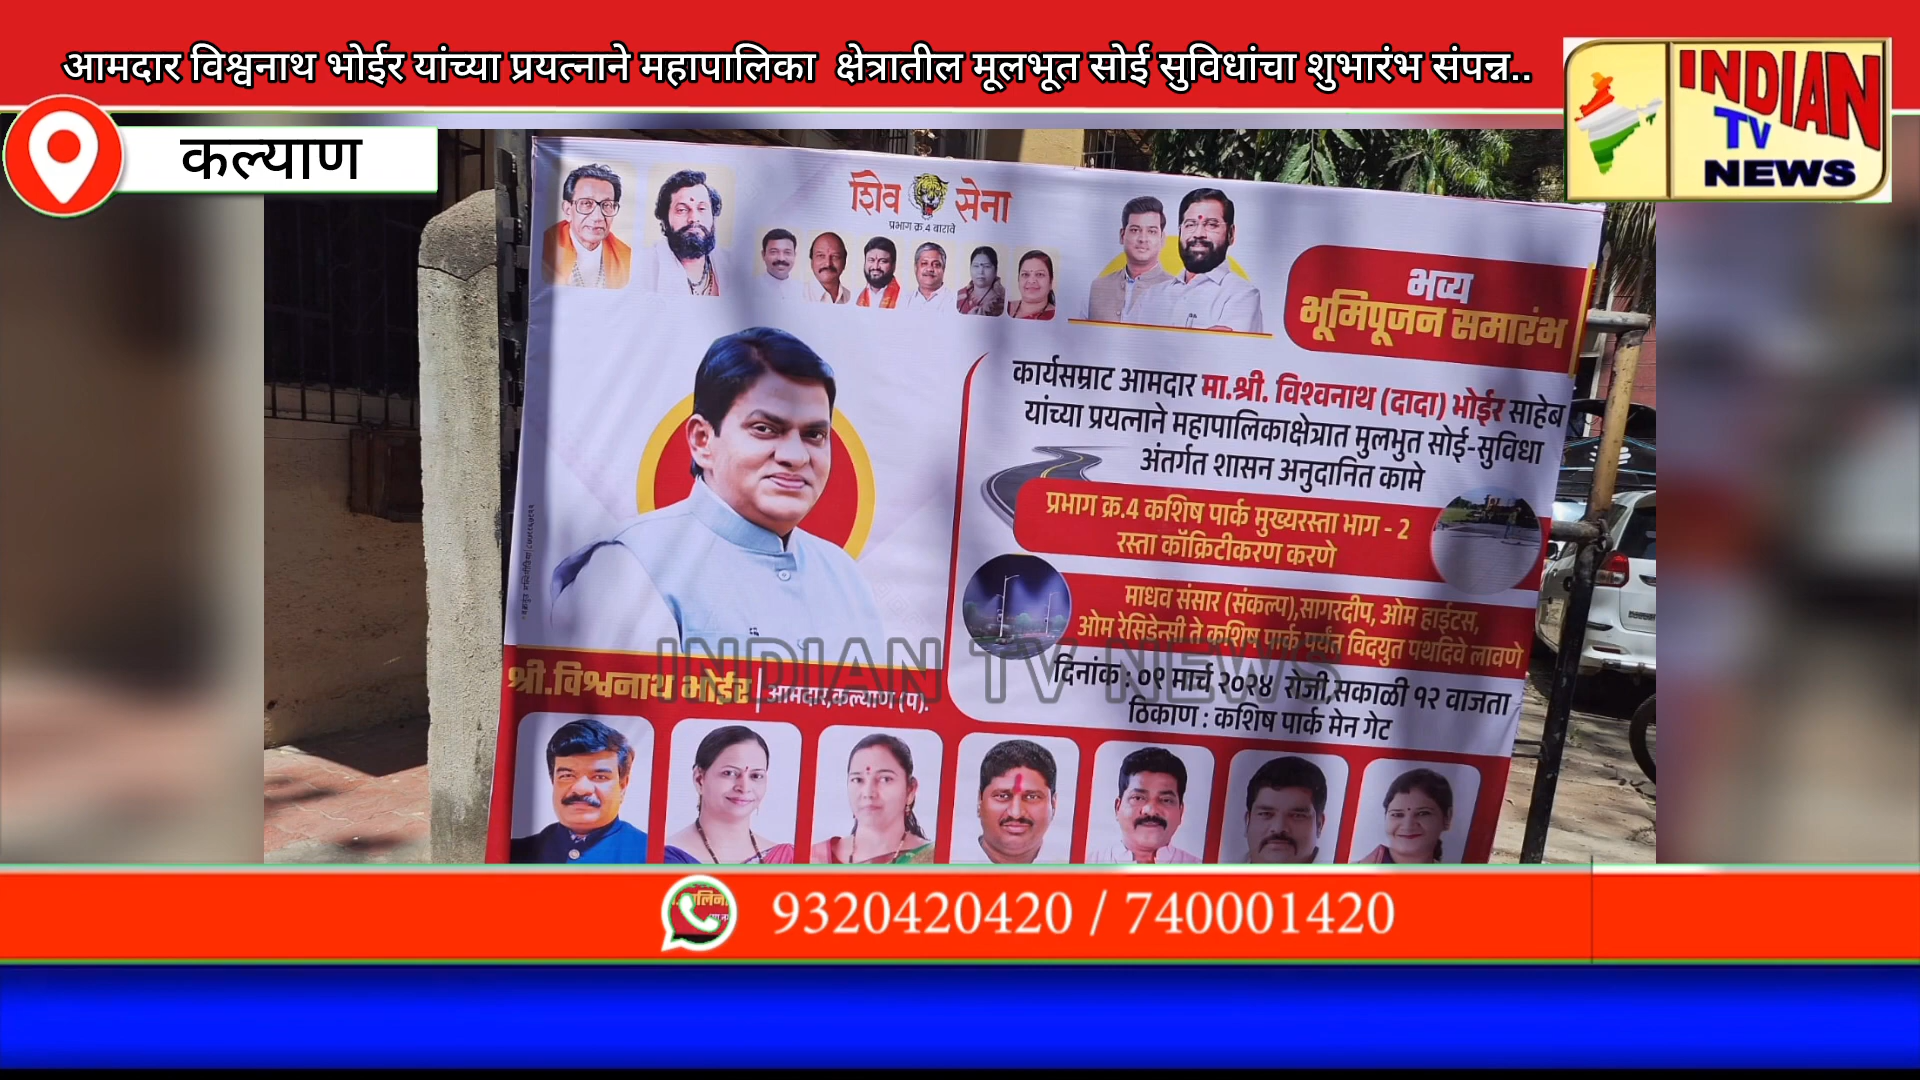 आमदार विश्वनाथ भोईर यांच्या प्रयत्नाने महापालिका क्षेत्रातील मूलभूत सोई सुविधांचा शुभारंभ संपन्न..
INDIAN
TV
NEWS
कल्याण
शिव सेना
प्रभाग क्र.4 बारावे
भव्य
भूमिपूजन समारंभ
कार्यसम्राट आमदार मा.श्री. विश्वनाथ (दादा) भोईर साहेब
यांच्या प्रयत्नाने महापालिकाक्षेत्रात मुलभुत सोई-सुविधा
अंतर्गत शासन अनुदानित कामे
प्रभाग क्र.4 कशिष पार्क मुख्यरस्ता भाग - 2
रस्ता काँक्रिटीकरण करणे
माधव संसार (संकल्प),सागरदीप, ओम हाईटस,
ओम रेसिडेन्सी ते कशिष पार्क पर्यंत विदयुत पथदिवे लावणे
INDIAN TV NEWS
दिनांक : ०९ मार्च २०२४ रोजी,सकाळी १२ वाजता
ठिकाण : कशिष पार्क मेन गेट
श्री.विश्वनाथ भोईर | आमदार,कल्याण (प).
9320420420 / 740001420